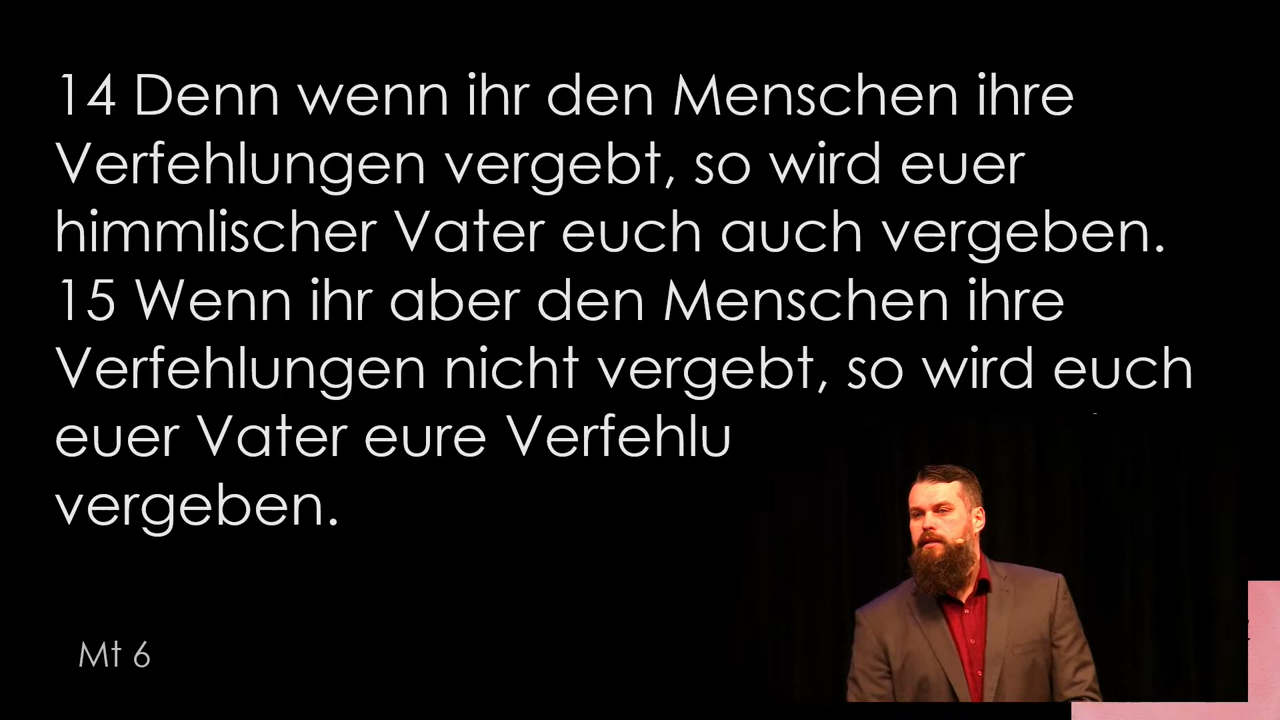 14 Denn wenn ihr den Menschen ihre
Verfehlungen vergebt, so wird euer
himmlischer Vater euch auch vergeben.
15 Wenn ihr aber den Menschen ihre
Verfehlungen nicht vergebt, so wird euch
euer Vater eure Verfehlu
vergeben.
Mt 6